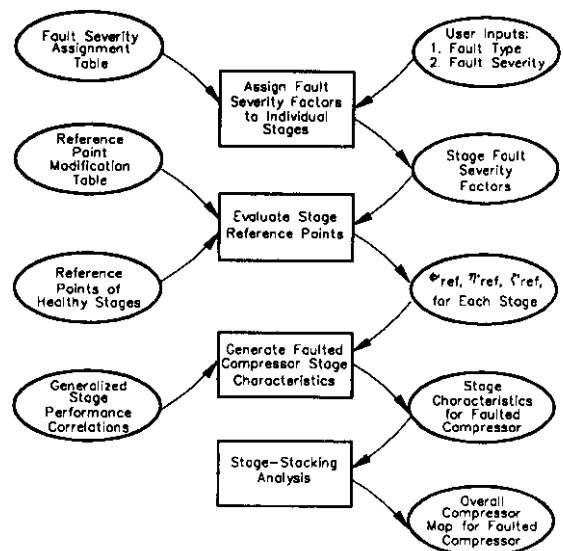 Fault Severity
Assignment
Table
User Inputs:
1. Fault Type
2. Fault Severity
Assign Fault
Severity Factors
to Individual
Stages
Reference
Point
Modification
Table
Stage Fault
Severity
Factors
Evaluate Stage
Reference Points
Reference
Points of
Healthy Stages
ref, η*ref, ζ*ref,
for Each Stage
Generate Faulted
Compressor Stage
Characteristics
Generalized
Stage
Performance
Correlations
Stage
Characteristics
for Faulted
Compressor
Stage-Stacking
Analysis
Overall
Compressor
Map for Faulted
Compressor